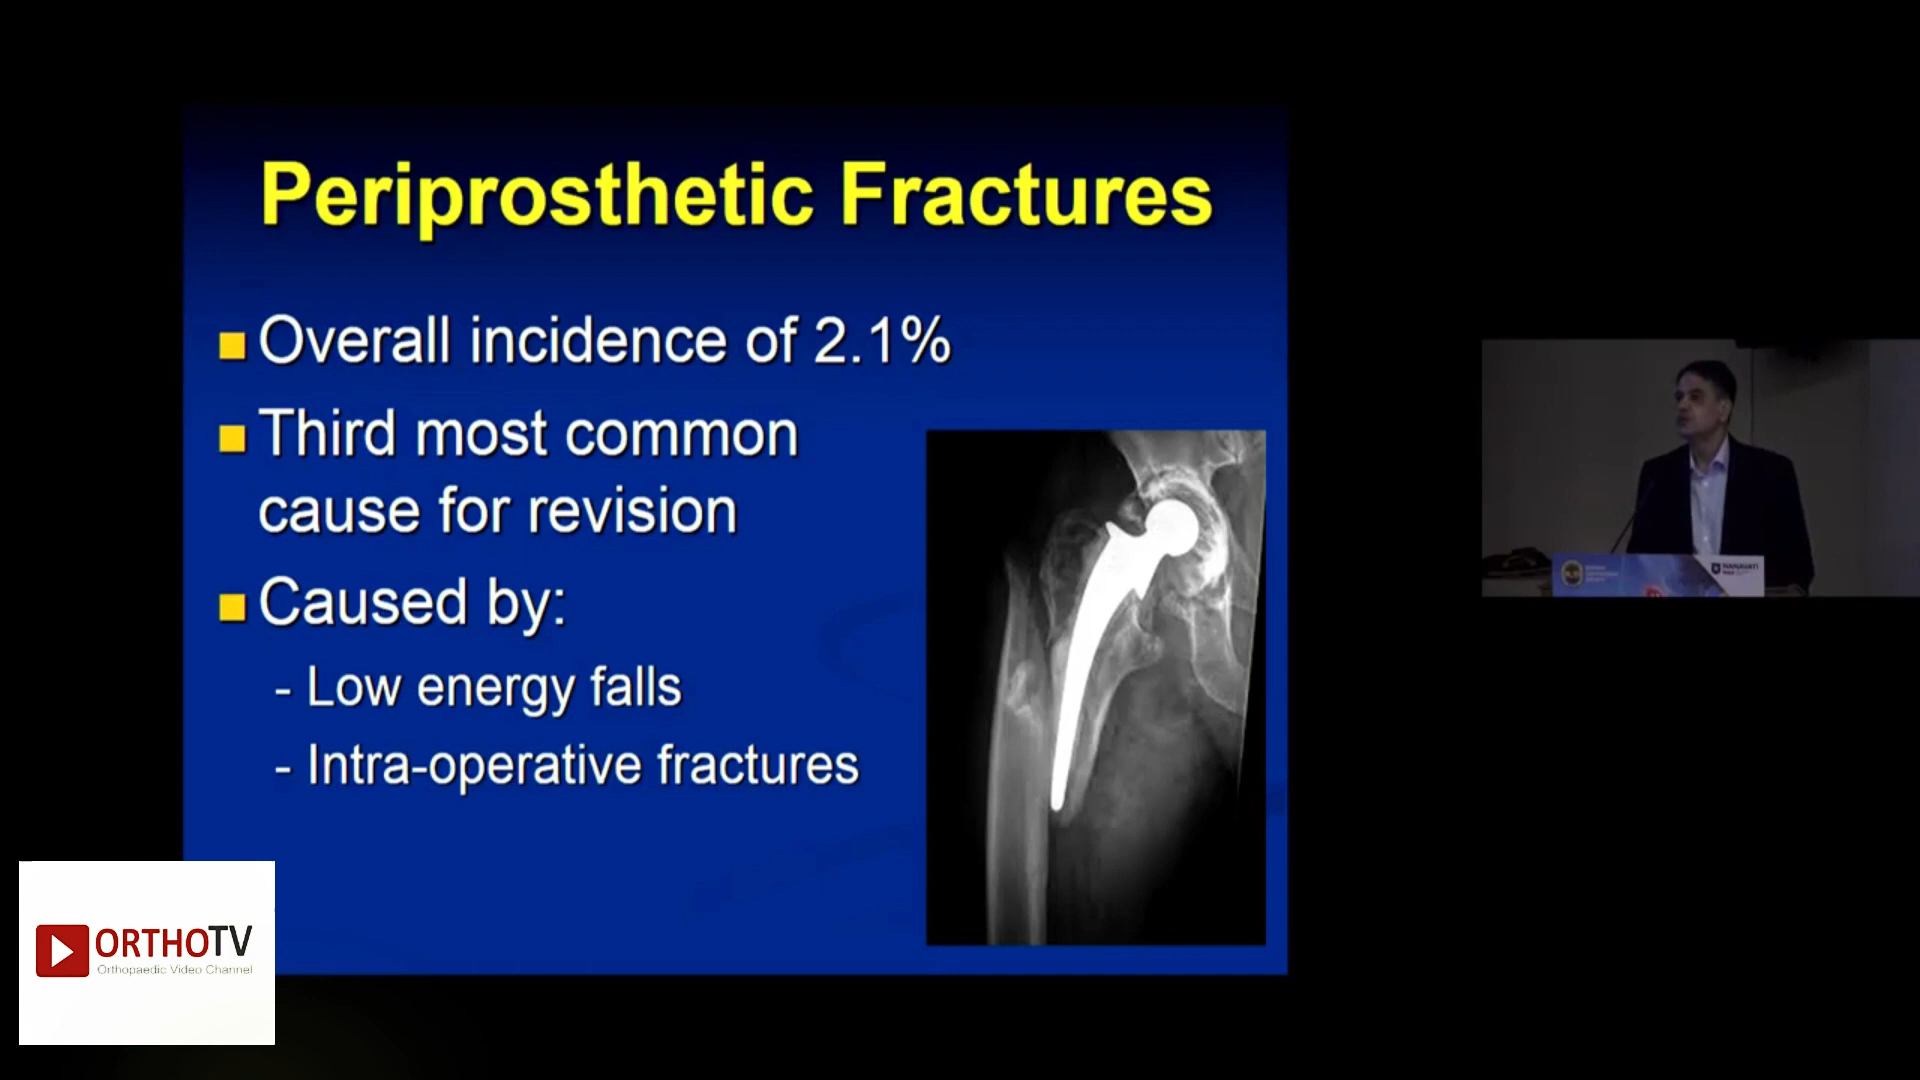 Periprosthetic Fractures
Overall incidence of 2.1%
Third most common
cause for revision
Caused by:
- Low energy falls
- Intra-operative fractures
NANAVATI
ORTHOTV
Orthopaedic Video Channel